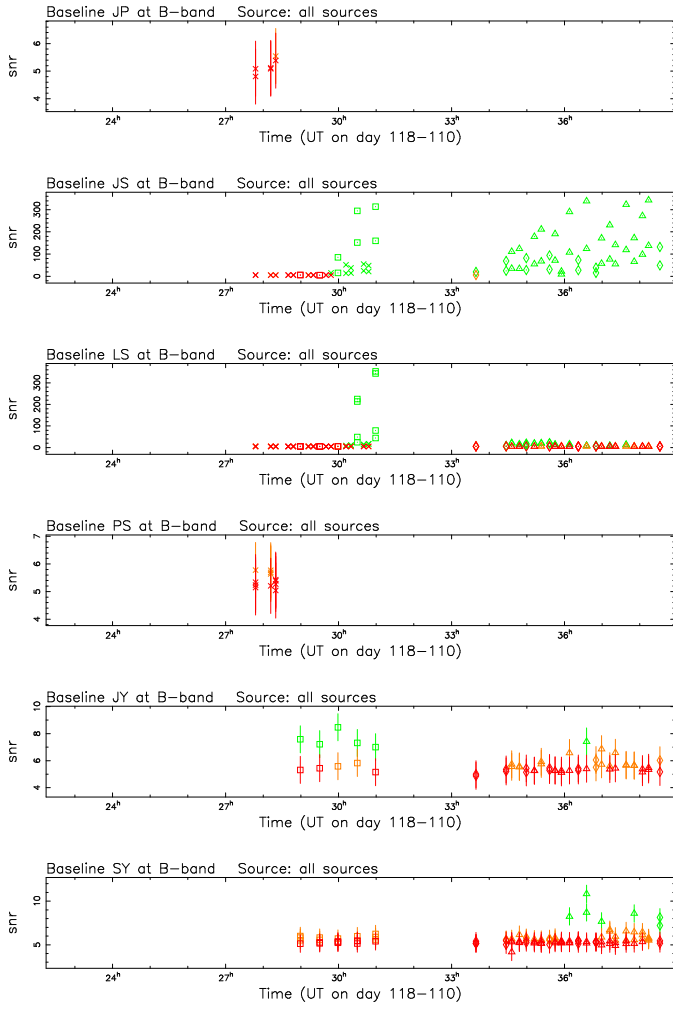 Baseline JP at B-band Source: all sources
snr
4 5 6
24h 27h 30h 33h 36h
Time (UT on day 118-110)
Baseline JS at B-band Source: all sources
snr
0 100 200 300
24h 27h 30h 33h 36h
Time (UT on day 118-110)
Baseline LS at B-band Source: all sources
snr
0 100 200 300
24h 27h 30h 33h 36h
Time (UT on day 118-110)
Baseline PS at B-band Source: all sources
snr
4 5 6 7
24h 27h 30h 33h 36h
Time (UT on day 118-110)
Baseline JY at B-band Source: all sources
snr
4 6 8 10
24h 27h 30h 33h 36h
Time (UT on day 118-110)
Baseline SY at B-band Source: all sources
snr
5 10
24h 27h 30h 33h 36h
Time (UT on day 118-110)